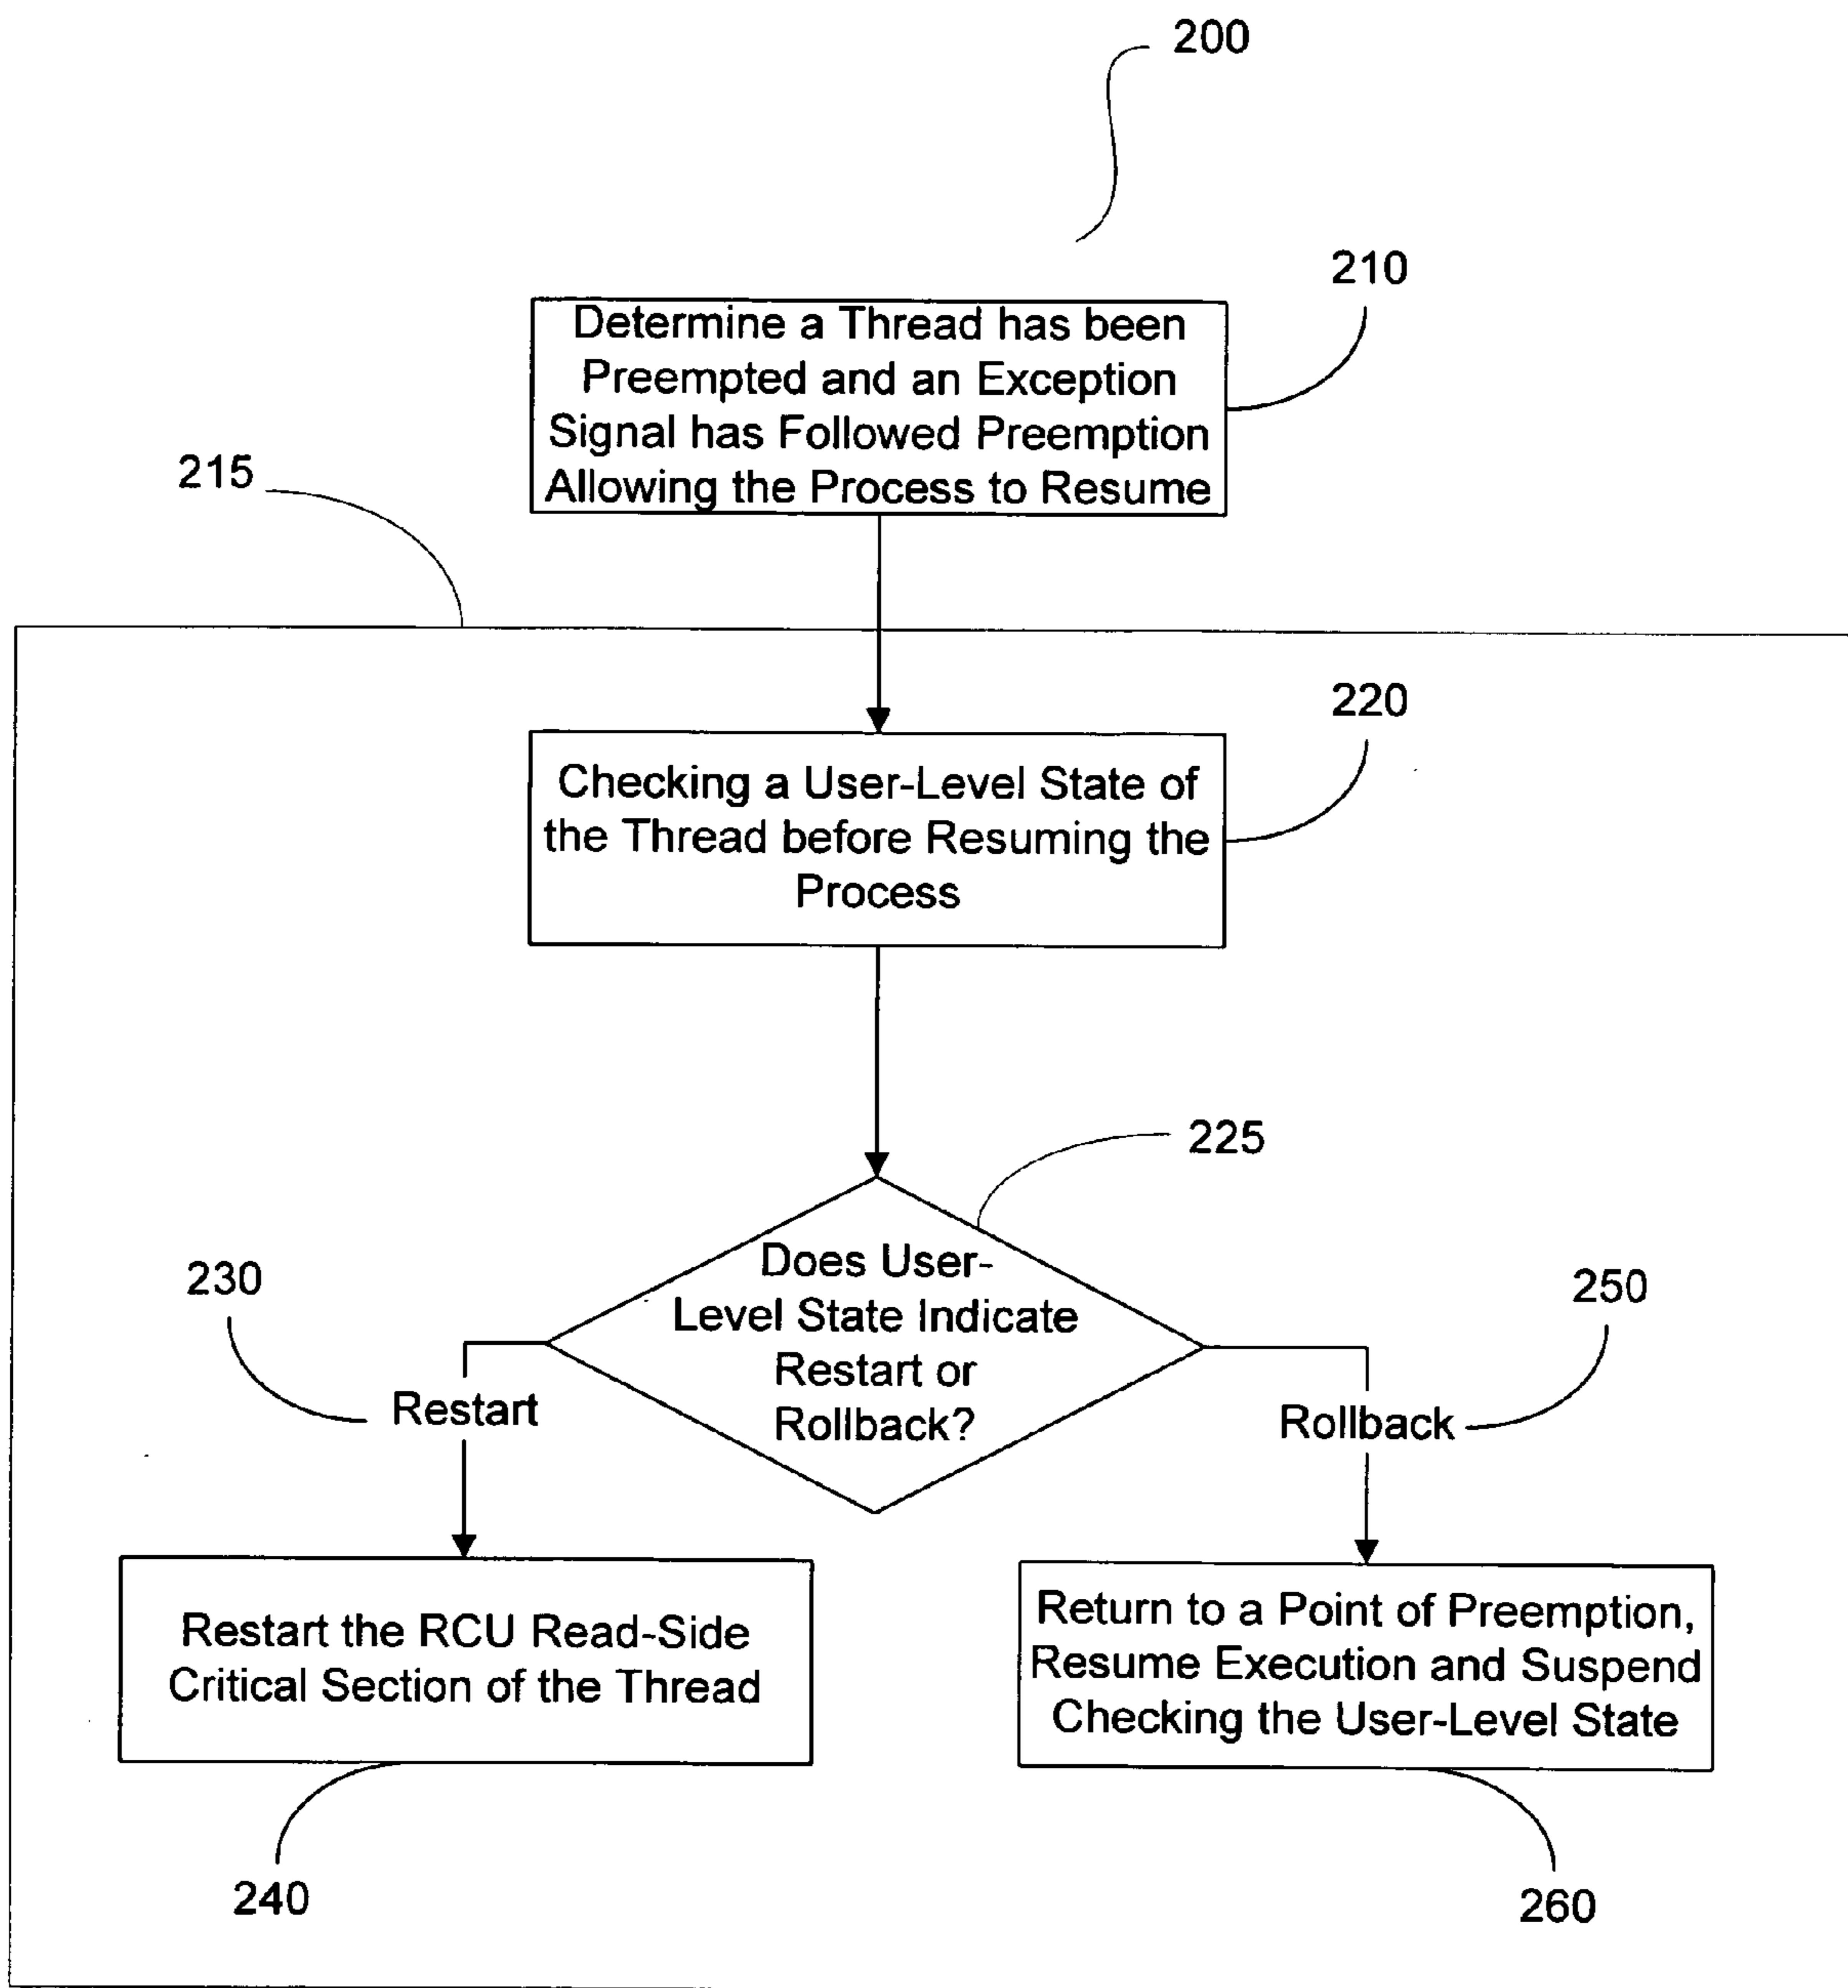 200
210
Determine a Thread has been
Preempted and an Exception
Signal has Followed Preemption
Allowing the Process to Resume
215
220
Checking a User-Level State of
the Thread before Resuming the
Process
225
Does User-
Level State Indicate
Restart or
Rollback?
230
Restart
250
Rollback
Restart the RCU Read-Side
Critical Section of the Thread
Return to a Point of Preemption,
Resume Execution and Suspend
Checking the User-Level State
240
260